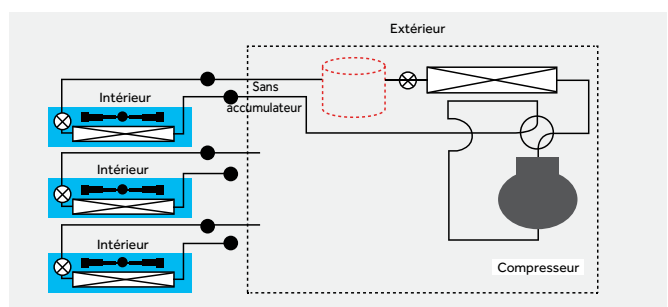 Extérieur
Intérieur
Sans
accumulateur
Intérieur
Intérieur
Compresseur